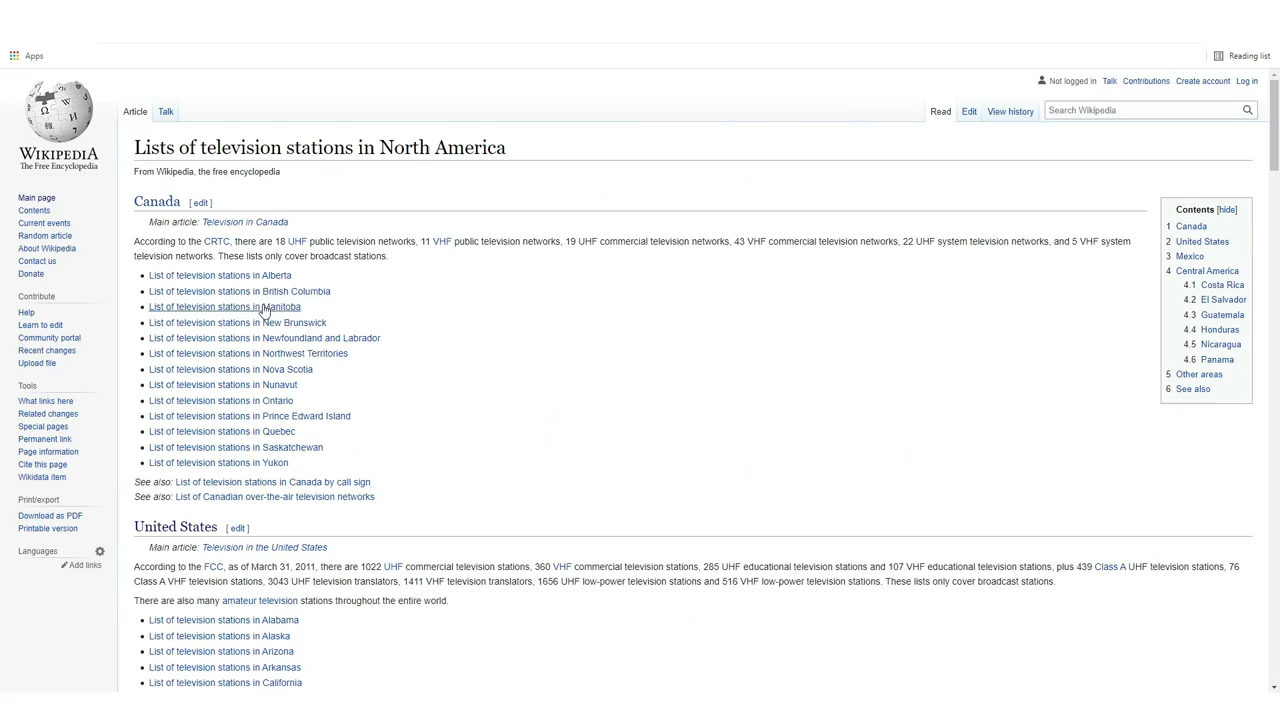 Apps
Reading list
Not logged in Talk Contributions Create account Log in
Article Talk
Read Edit View history Search Wikipedia
WIKIPEDIA
The Free Encyclopedia
Main page
Contents
Current events
Random article
About Wikipedia
Contact us
Donate
Contribute
Help
Learn to edit
Community portal
Recent changes
Upload file
Tools
What links here
Related changes
Special pages
Permanent link
Page information
Cite this page
Wikidata item
Print/export
Download as PDF
Printable version
Languages
Add links
Lists of television stations in North America
From Wikipedia, the free encyclopedia
Canada [ edit ]
Main article: Television in Canada
According to the CRTC, there are 18 UHF public television networks, 11 VHF public television networks, 19 UHF commercial television networks, 43 VHF commercial television networks, 22 UHF system television networks, and 5 VHF system
television networks. These lists only cover broadcast stations.
• List of television stations in Alberta
• List of television stations in British Columbia
• List of television stations in Manitoba
• List of television stations in New Brunswick
• List of television stations in Newfoundland and Labrador
• List of television stations in Northwest Territories
• List of television stations in Nova Scotia
• List of television stations in Nunavut
• List of television stations in Ontario
• List of television stations in Prince Edward Island
• List of television stations in Quebec
• List of television stations in Saskatchewan
• List of television stations in Yukon
See also: List of television stations in Canada by call sign
See also: List of Canadian over-the-air television networks
United States [ edit ]
Main article: Television in the United States
According to the FCC, as of March 31, 2011, there are 1022 UHF commercial television stations, 360 VHF commercial television stations, 285 UHF educational television stations and 107 VHF educational television stations, plus 439 Class A UHF television stations, 76
Class A VHF television stations, 3043 UHF television translators, 1411 VHF television translators, 1656 UHF low-power television stations and 516 VHF low-power television stations. These lists only cover broadcast stations.
There are also many amateur television stations throughout the entire world.
• List of television stations in Alabama
• List of television stations in Alaska
• List of television stations in Arizona
• List of television stations in Arkansas
• List of television stations in California
Contents [hide]
1 Canada
2 United States
3 Mexico
4 Central America
4.1 Costa Rica
4.2 El Salvador
4.3 Guatemala
4.4 Honduras
4.5 Nicaragua
4.6 Panama
5 Other areas
6 See also